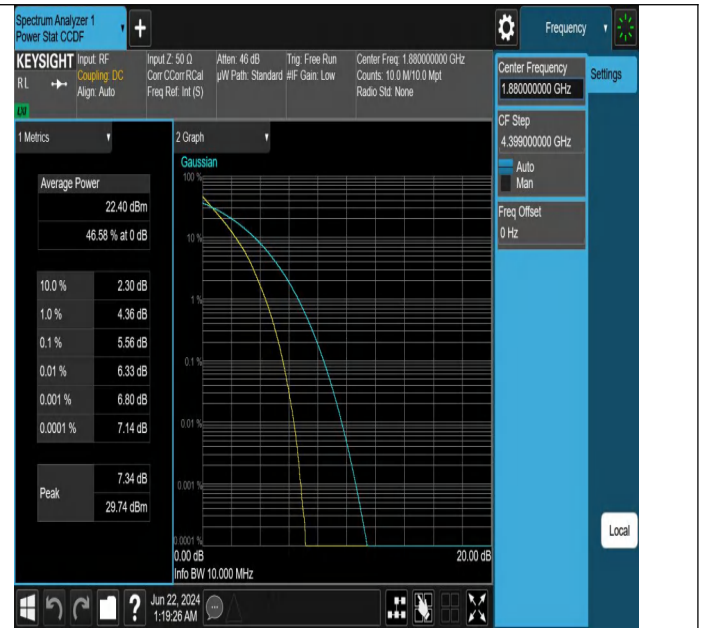 Spectrum Analyzer 1
Power Stat CCDF
+
Frequency
KEYSIGHT
R L
LXI
Input: RF
Coupling: DC
Align: Auto
Input Z: 50 Ω
Corr CCorr RCal
Freq Ref: Int (S)
Atten: 46 dB
µW Path: Standard
Trig: Free Run
#IF Gain: Low
Center Freq: 1.880000000 GHz
Counts: 10.0 M/10.0 Mpt
Radio Std: None
Center Frequency
1.880000000 GHz
Settings
CF Step
4.399000000 GHz
Auto
Man
Freq Offset
0 Hz
Local
1 Metrics
Average Power
22.40 dBm
46.58 % at 0 dB
10.0 % 2.30 dB
1.0 % 4.36 dB
0.1 % 5.56 dB
0.01 % 6.33 dB
0.001 % 6.80 dB
0.0001 % 7.14 dB
Peak
7.34 dB
29.74 dBm
2 Graph
Gaussian
100 %
10 %
1 %
0.1 %
0.01 %
0.001 %
0.0001 %
0.00 dB 20.00 dB
Info BW 10.000 MHz
?
Jun 22, 2024
1:19:26 AM